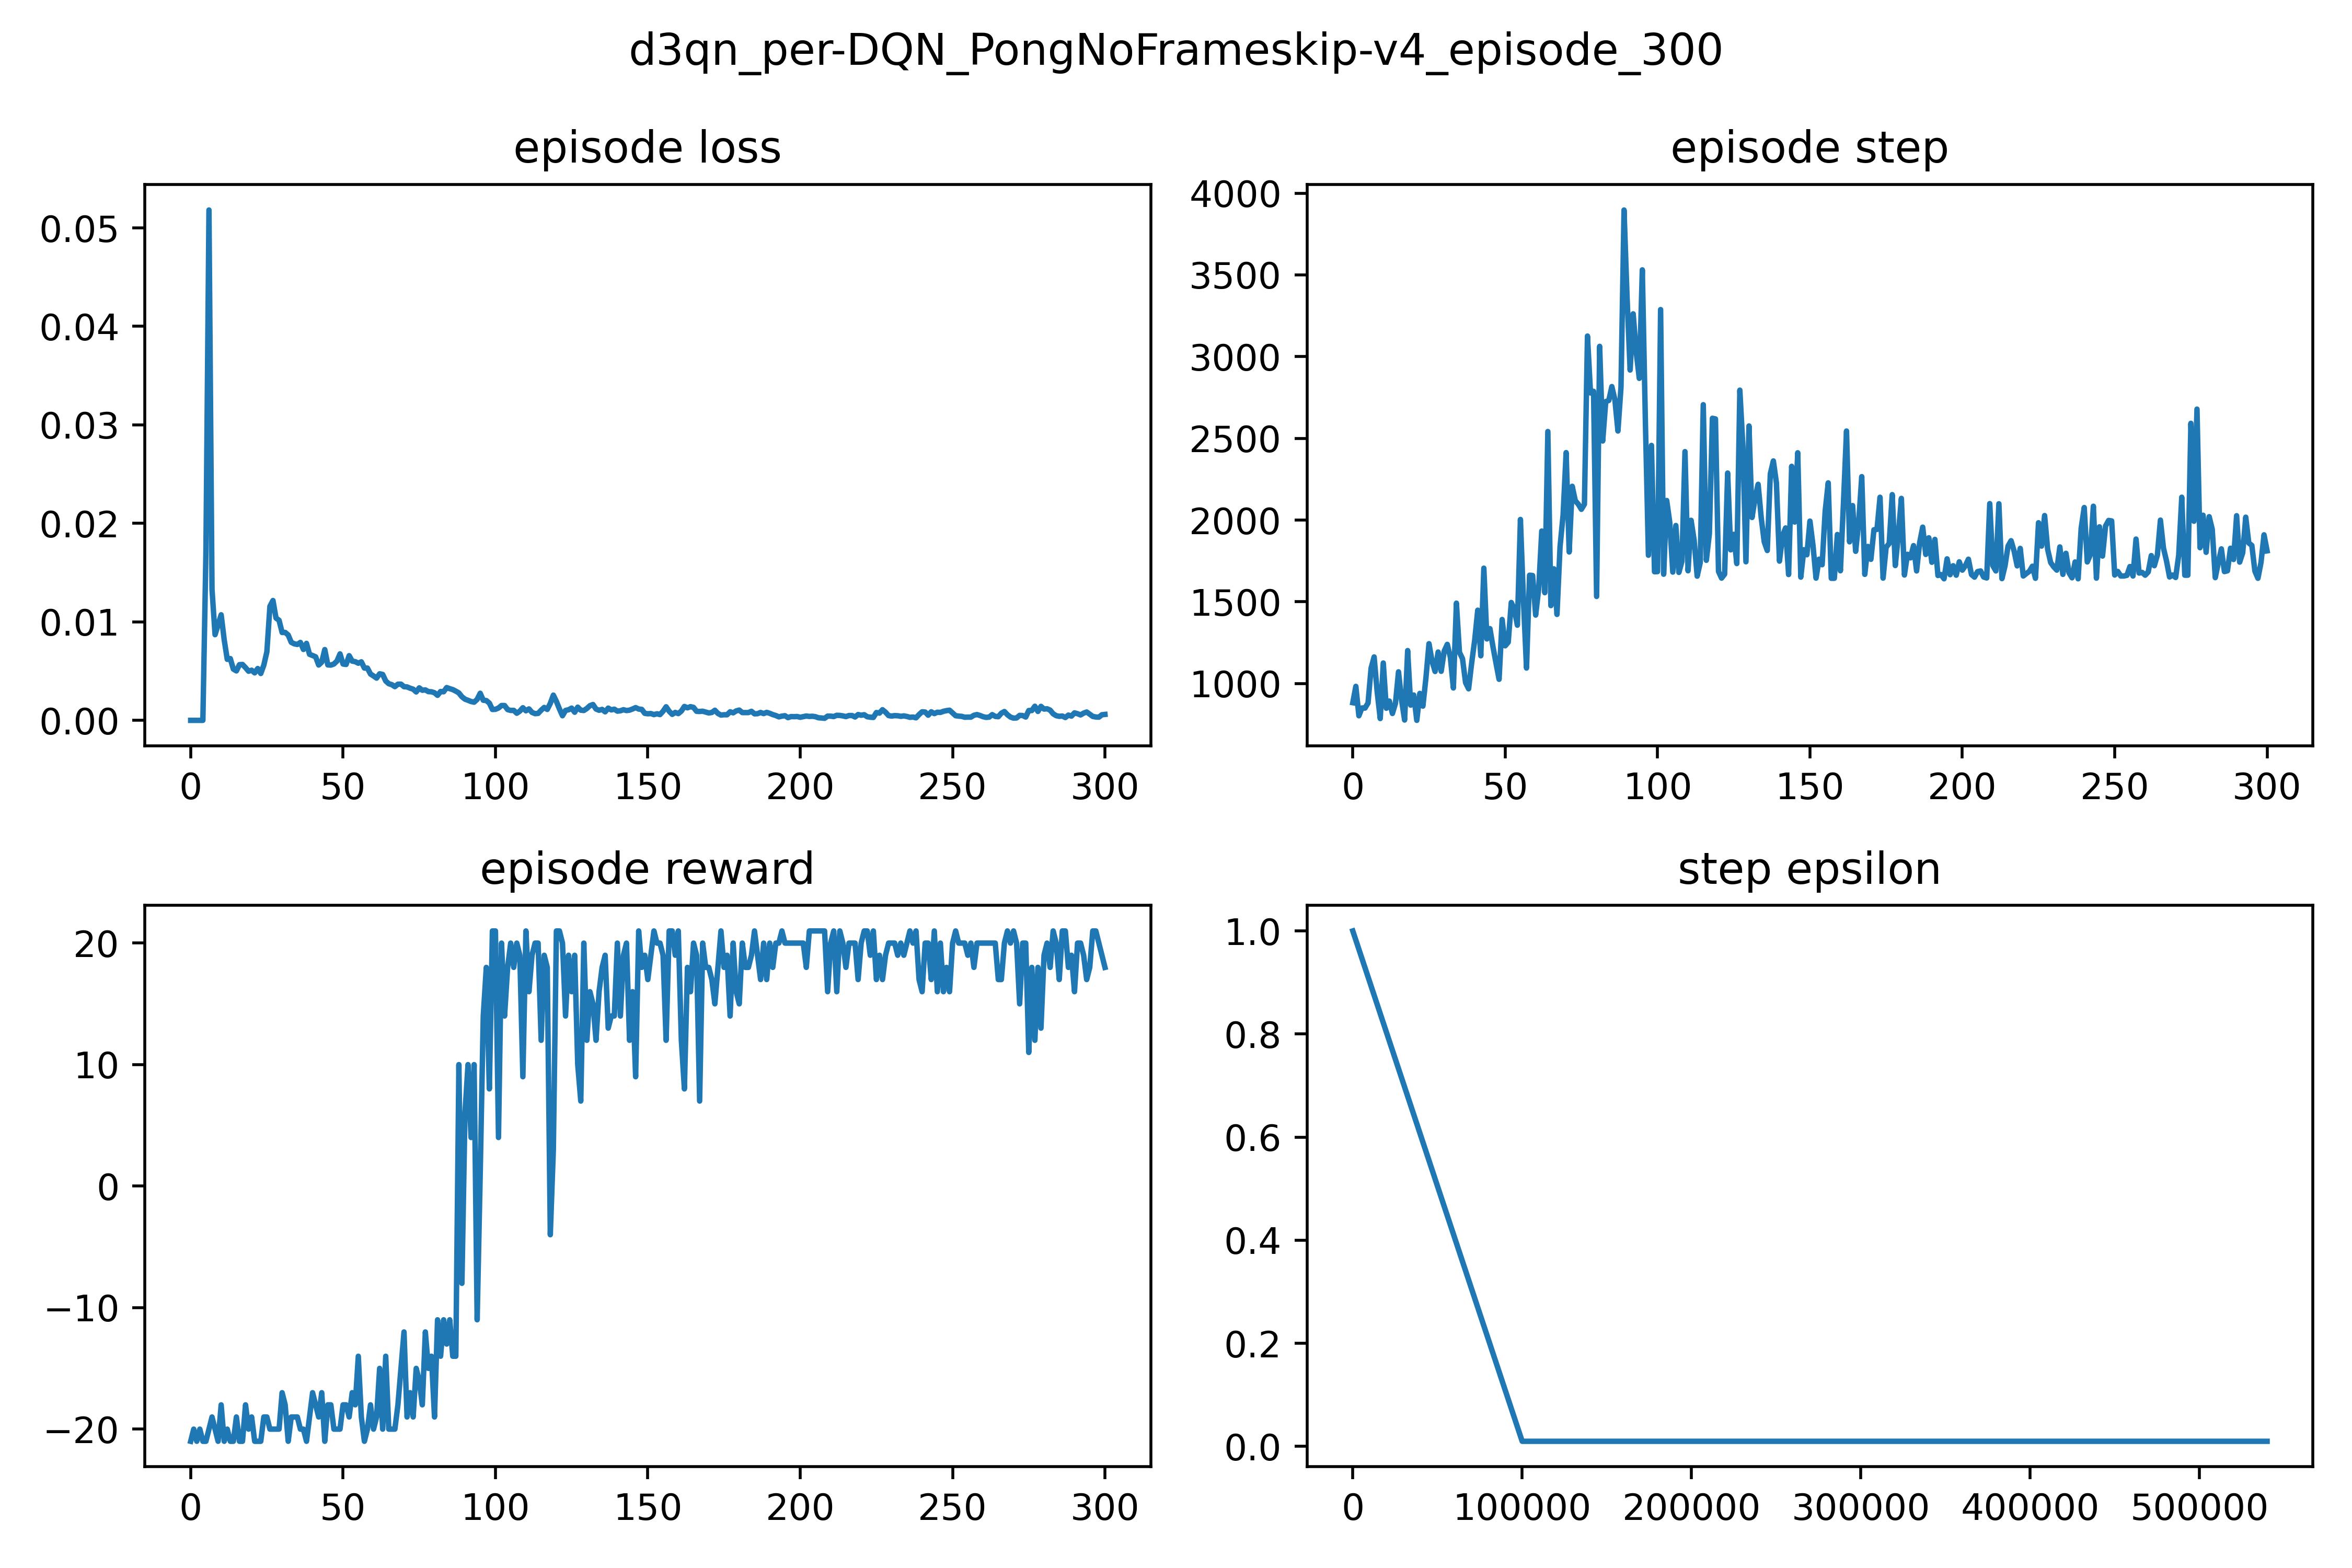 d3qn_per-DQN_PongNoFrameskip-v4_episode_300
episode loss
0.05
0.04
0.03
0.02
0.01
0.00
0 50 100 150 200 250 300
episode step
4000
3500
3000
2500
2000
1500
1000
0 50 100 150 200 250 300
episode reward
20
10
0
−10
−20
0 50 100 150 200 250 300
step epsilon
1.0
0.8
0.6
0.4
0.2
0.0
0 100000 200000 300000 400000 500000